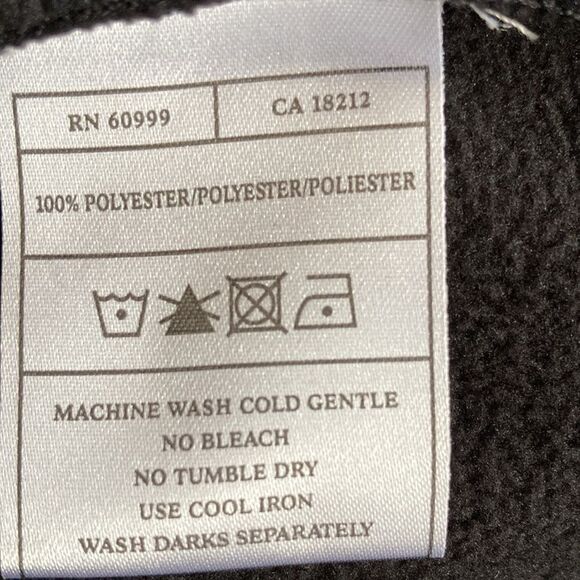 RN 60999
CA 18212
100% POLYESTER/POLYESTER/POLIESTER
MACHINE WASH COLD GENTLE
NO BLEACH
NO TUMBLE DRY
USE COOL IRON
WASH DARKS SEPARATELY